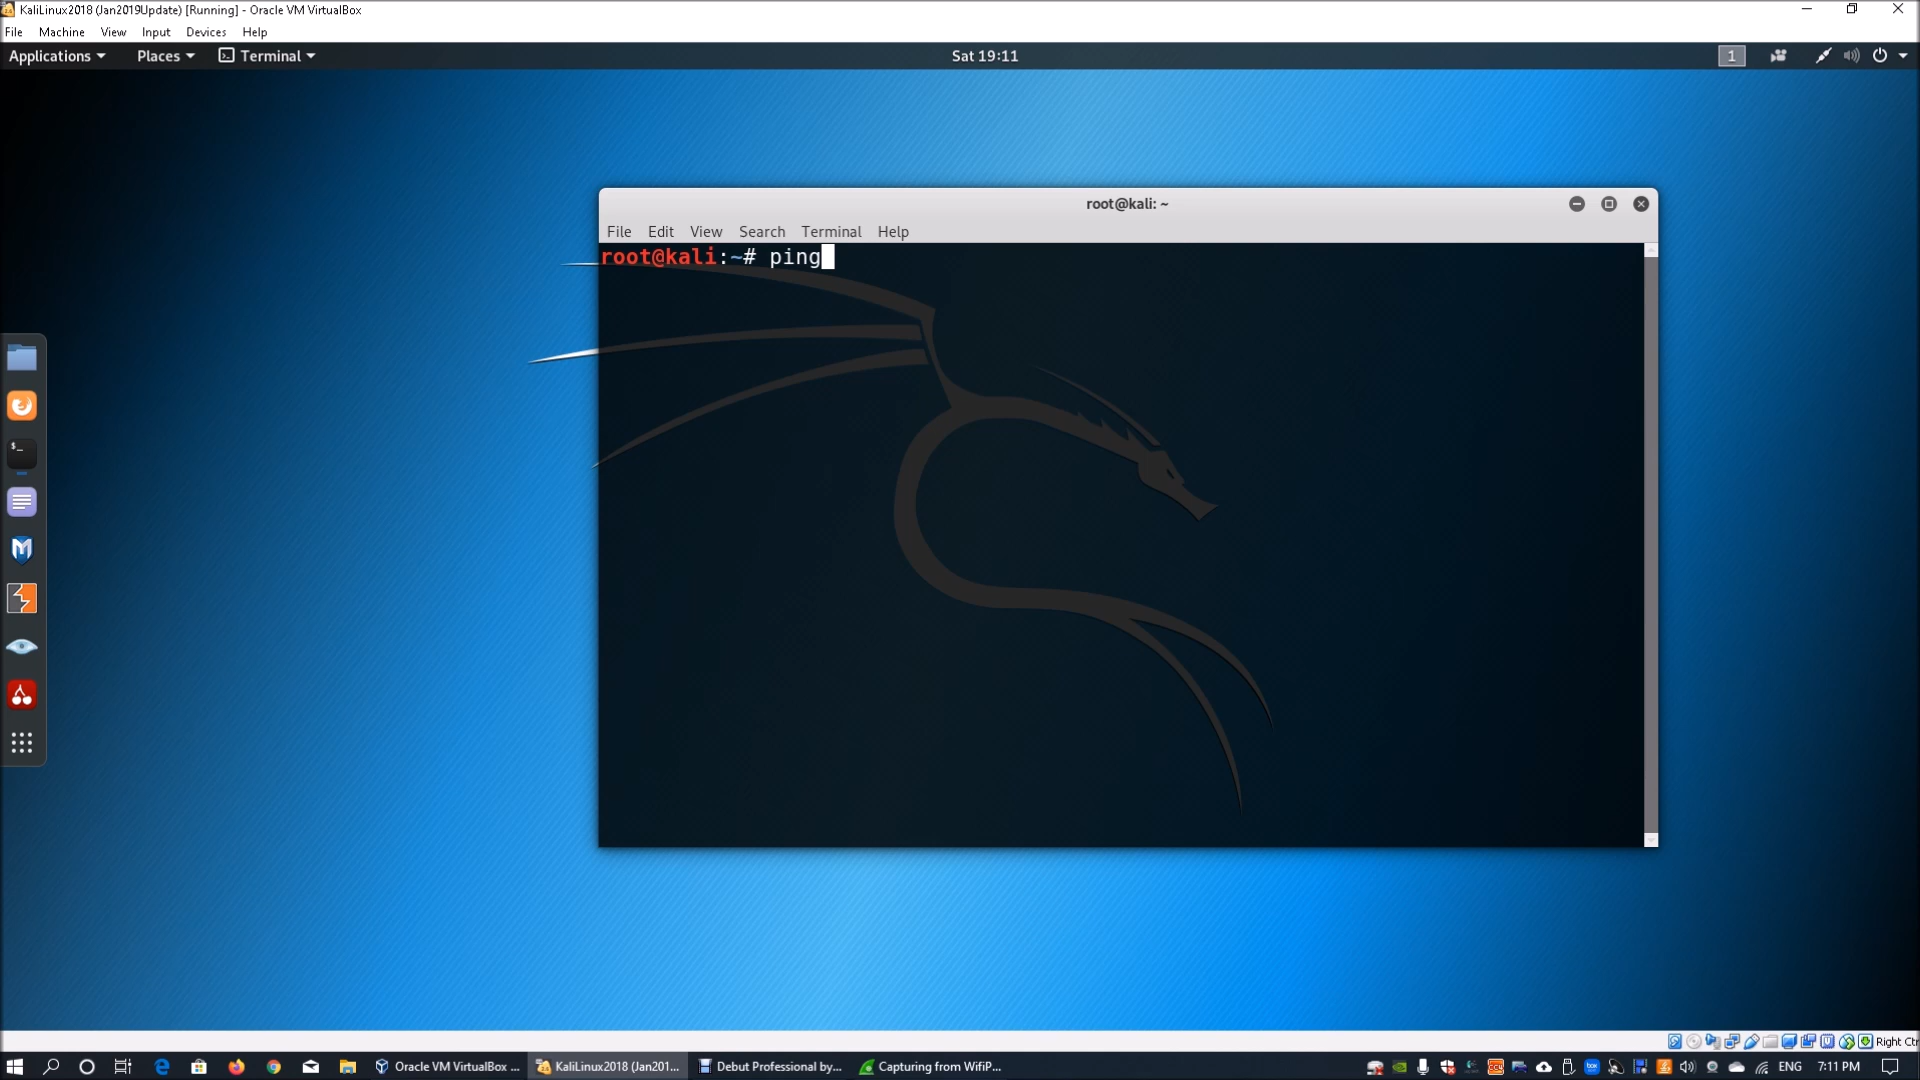 KaliLinux2018 (Jan2019Update) [Running] - Oracle VM VirtualBox
File Machine View Input Devices Help
Applications Places Terminal Sat 19:11 1
root@kali: ~
File Edit View Search Terminal Help
root@kali:~# ping
$_
Right Ctr
Oracle VM VirtualBox ... KaliLinux2018 (Jan201... Debut Professional by... Capturing from WifiP... ENG 7:11 PM